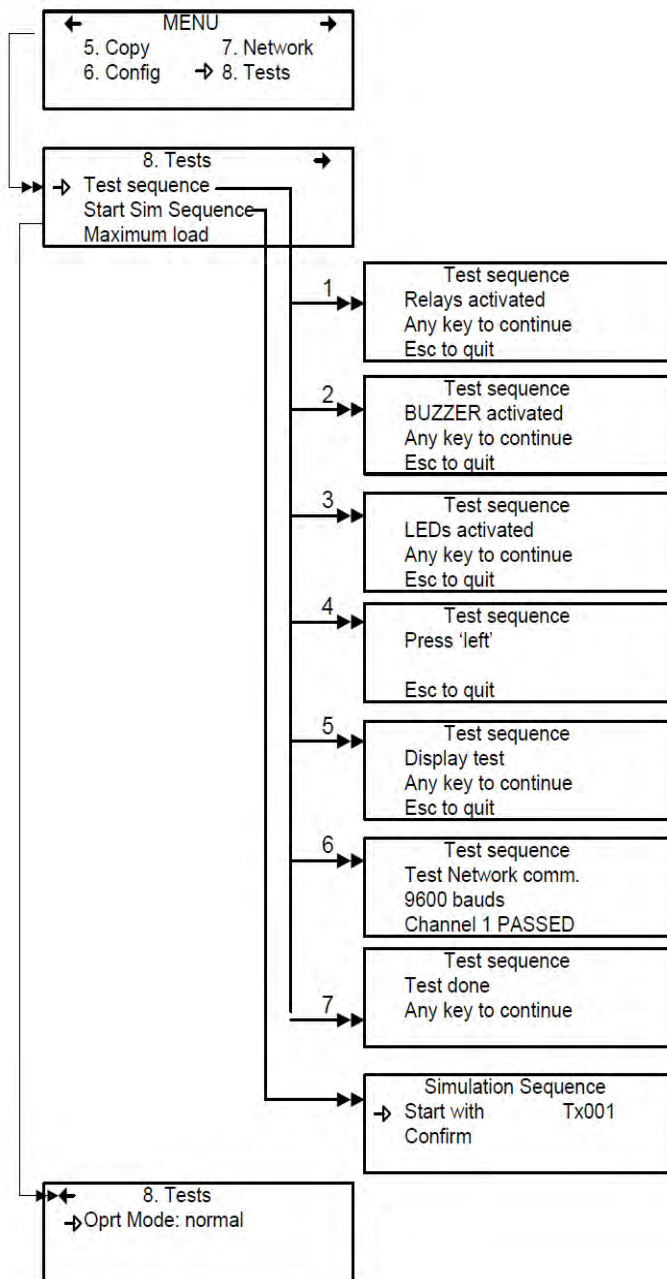 MENU
5. Copy 7. Network
6. Config 8. Tests
8. Tests
Test sequence
Start Sim Sequence
Maximum load
1
Test sequence
Relays activated
Any key to continue
Esc to quit
2
Test sequence
BUZZER activated
Any key to continue
Esc to quit
3
Test sequence
LEDs activated
Any key to continue
Esc to quit
4
Test sequence
Press ‘left’
Esc to quit
5
Test sequence
Display test
Any key to continue
Esc to quit
6
Test sequence
Test Network comm.
9600 bauds
Channel 1 PASSED
7
Test sequence
Test done
Any key to continue
Simulation Sequence
Start with Tx001
Confirm
8. Tests
Oprt Mode: normal